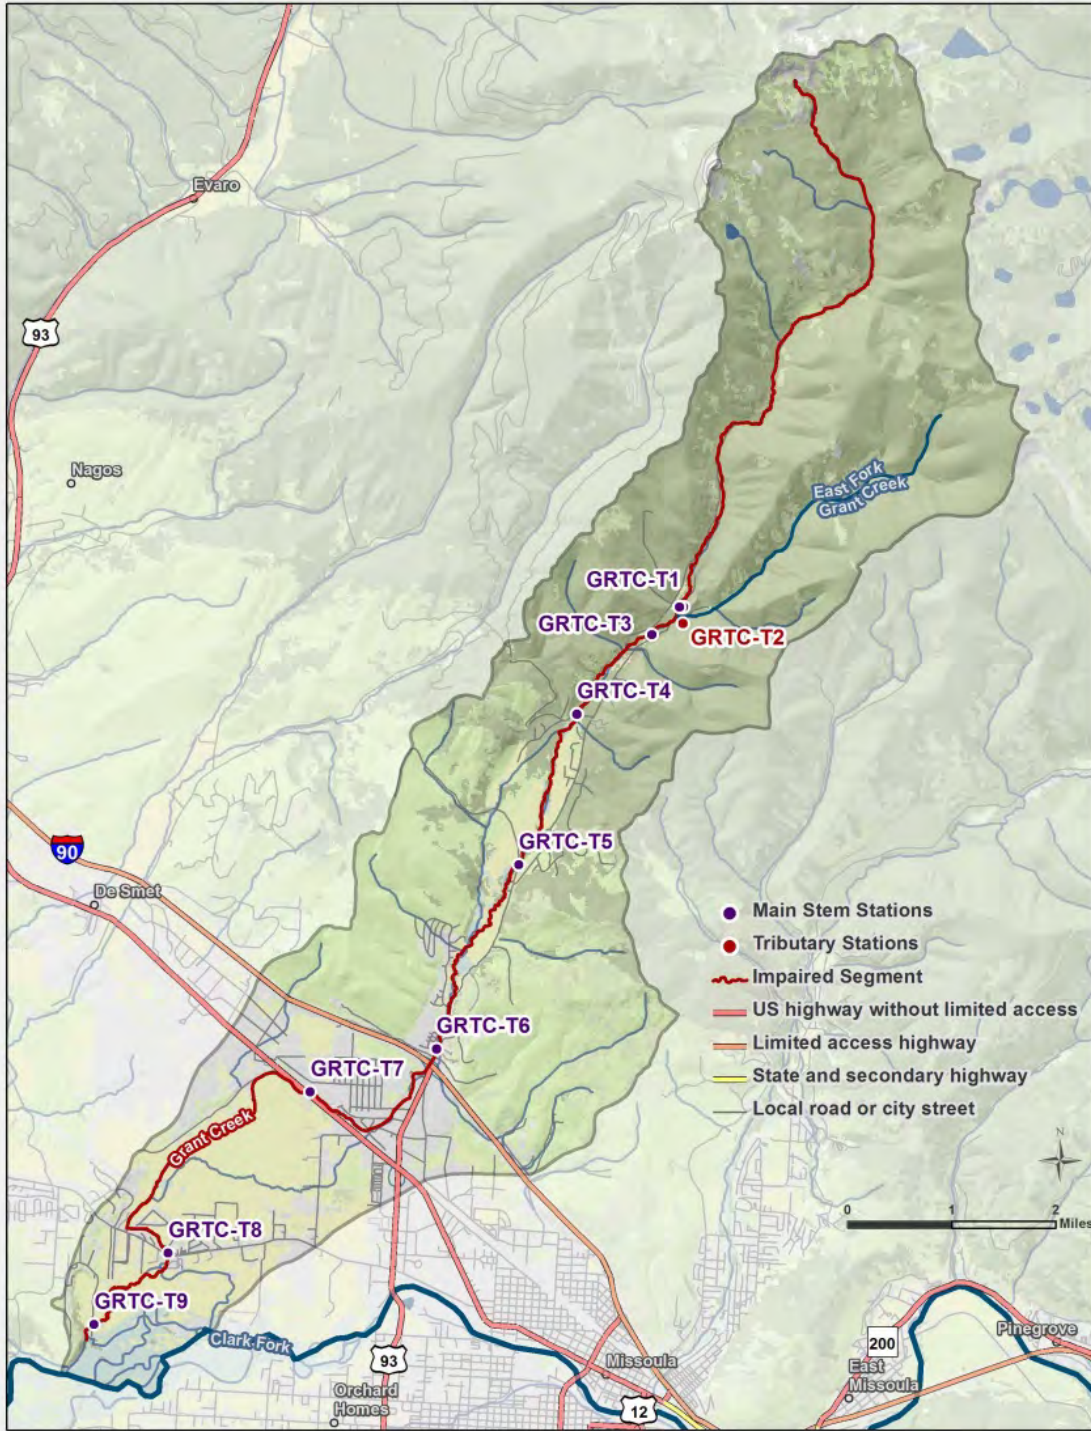 Evaro
93
Nagos
East Fork
Grant Creek
GRTC-T1
GRTC-T3
GRTC-T2
GRTC-T4
GRTC-T5
90
De Smet
Main Stem Stations
Tributary Stations
Impaired Segment
US highway without limited access
Limited access highway
State and secondary highway
Local road or city street
GRTC-T6
GRTC-T7
Grant Creek
N
0 1 2
Miles
GRTC-T8
GRTC-T9
Clark Fork
93
Orchard
Homes
Missoula
12
200
East
Missoula
Pinegrove